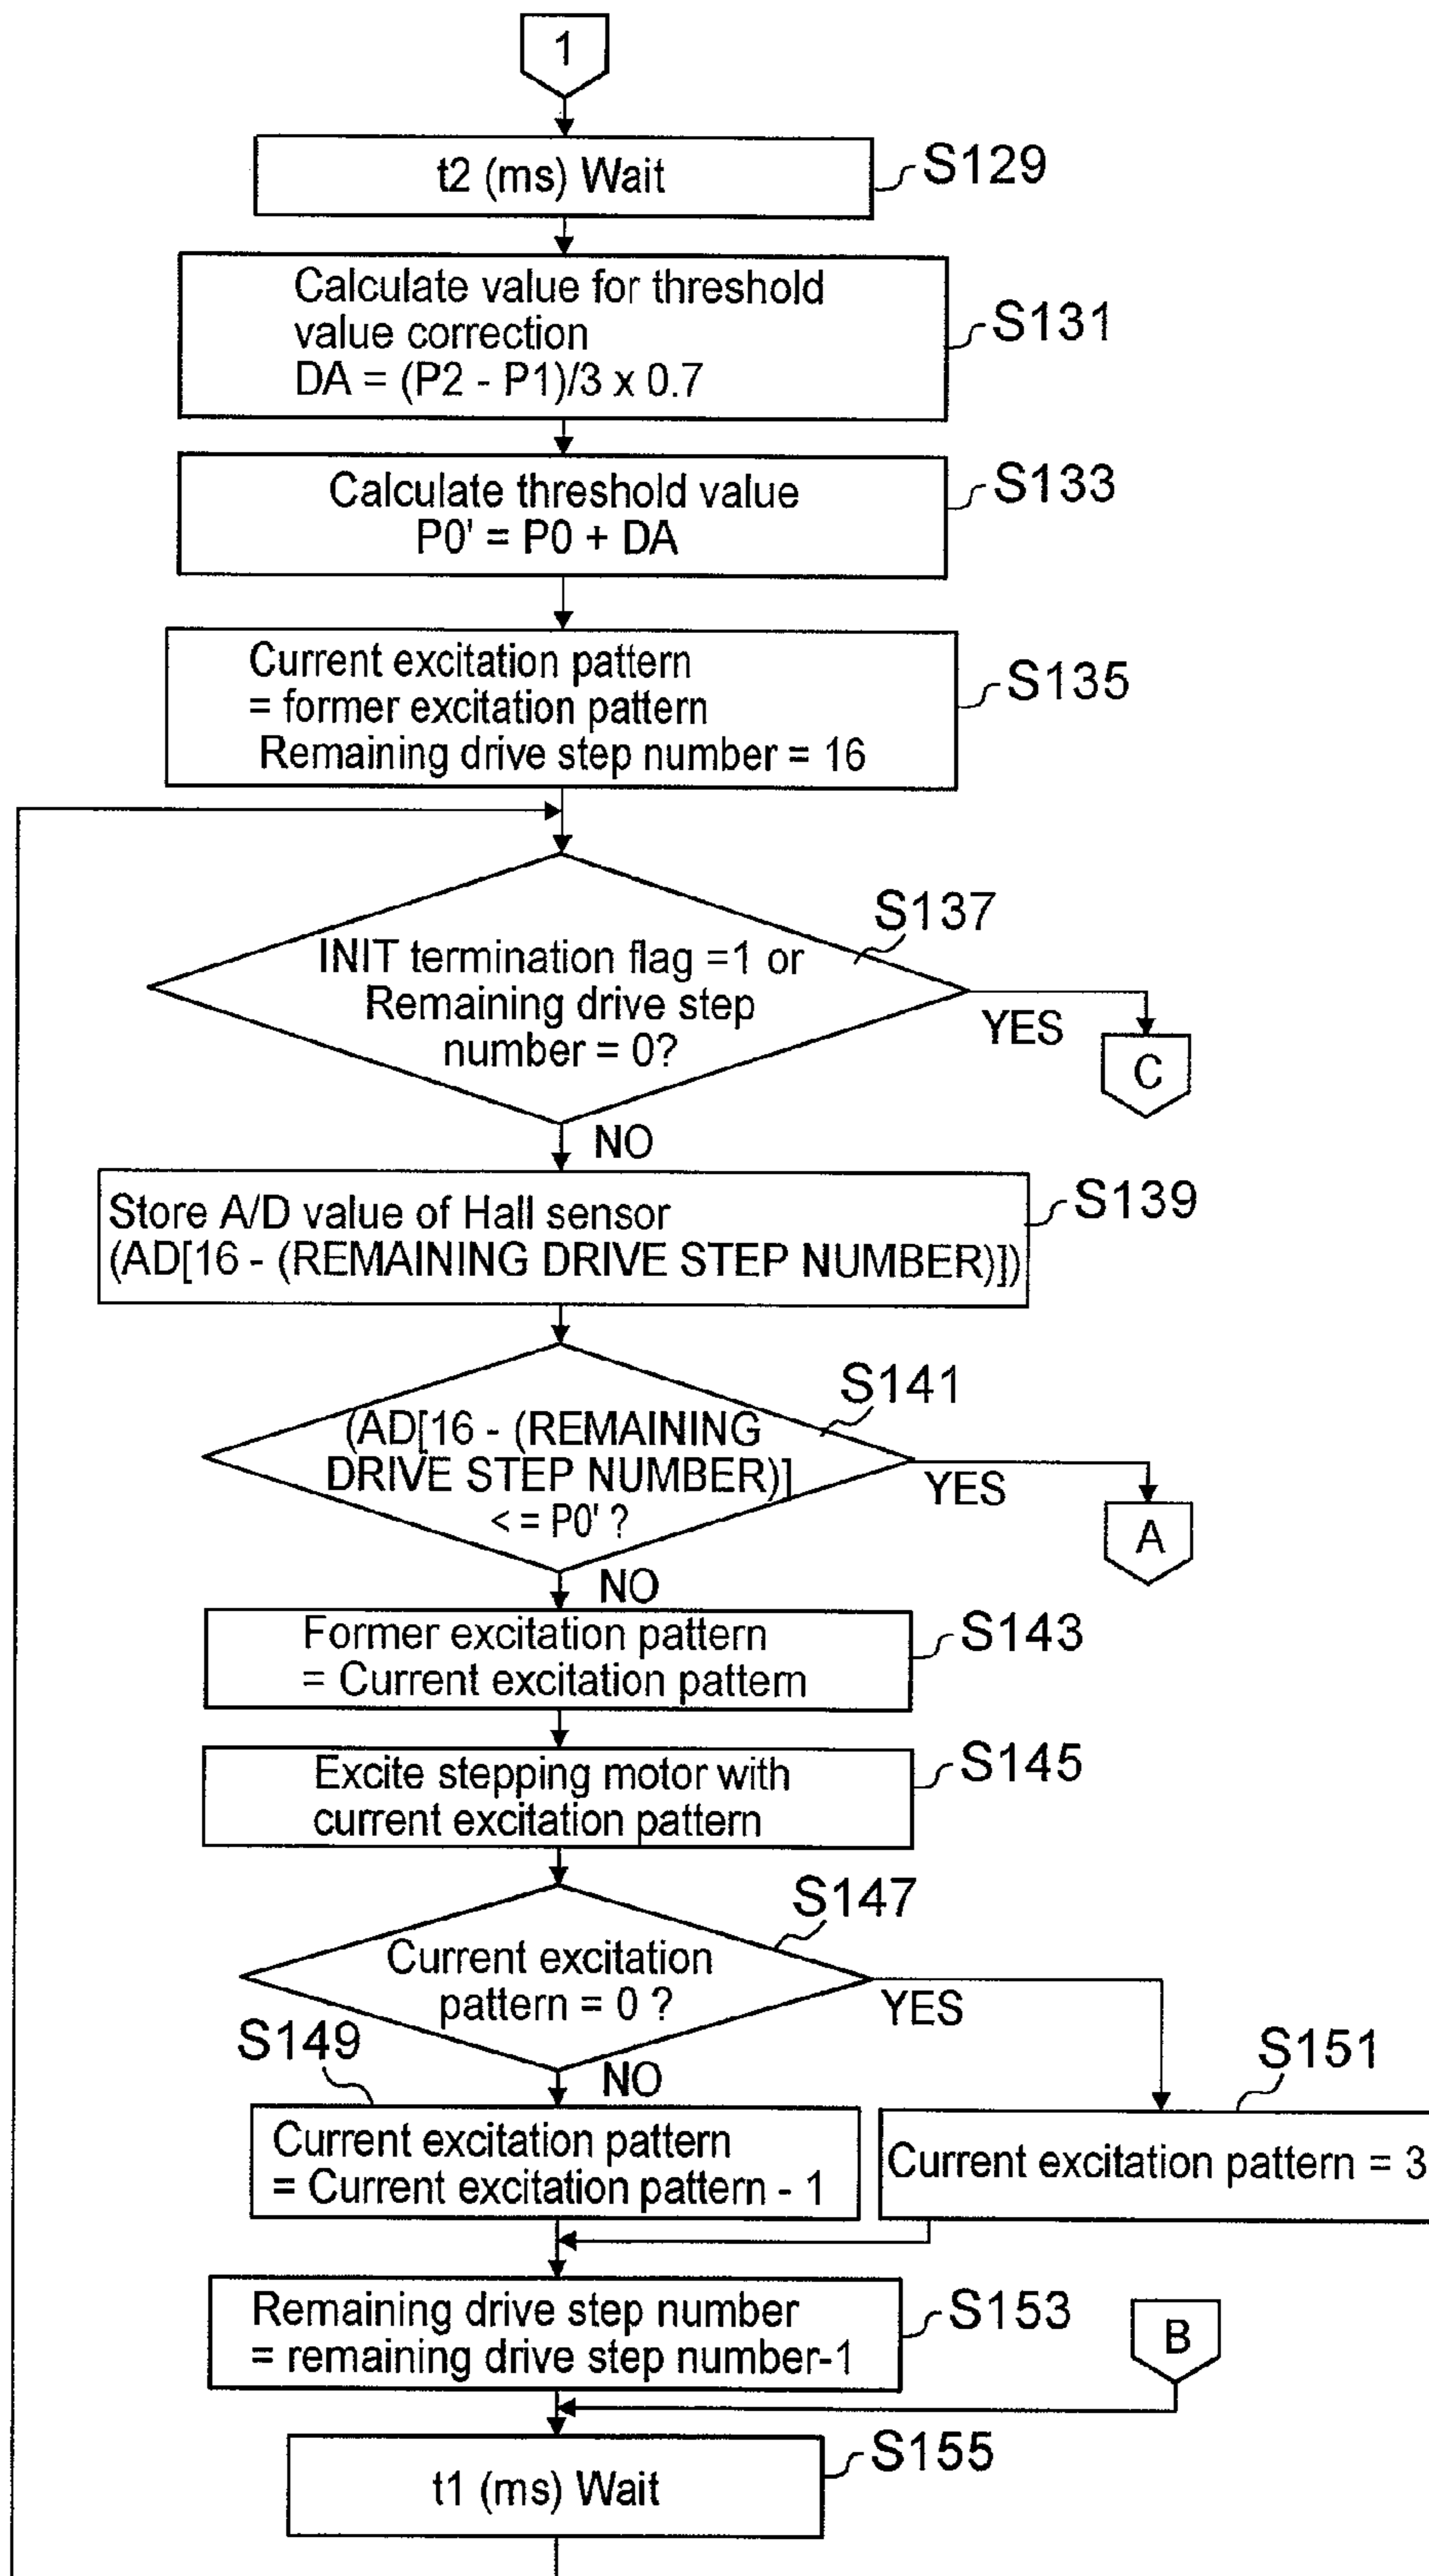 1
t2 (ms) Wait
S129
Calculate value for threshold
value correction
DA = (P2 - P1)/3 x 0.7
S131
Calculate threshold value
P0' = P0 + DA
S133
Current excitation pattern
= former excitation pattern
Remaining drive step number = 16
S135
S137
INIT termination flag =1 or
Remaining drive step
number = 0?
YES
C
NO
Store A/D value of Hall sensor
(AD[16 - (REMAINING DRIVE STEP NUMBER)])
S139
S141
(AD[16 - (REMAINING
DRIVE STEP NUMBER)]
< = P0' ?
YES
A
NO
Former excitation pattern
= Current excitation pattern
S143
Excite stepping motor with
current excitation pattern
S145
S147
Current excitation
pattern = 0 ?
YES
NO
S149
Current excitation pattern
= Current excitation pattern - 1
S151
Current excitation pattern = 3
Remaining drive step number
= remaining drive step number-1
S153
B
t1 (ms) Wait
S155